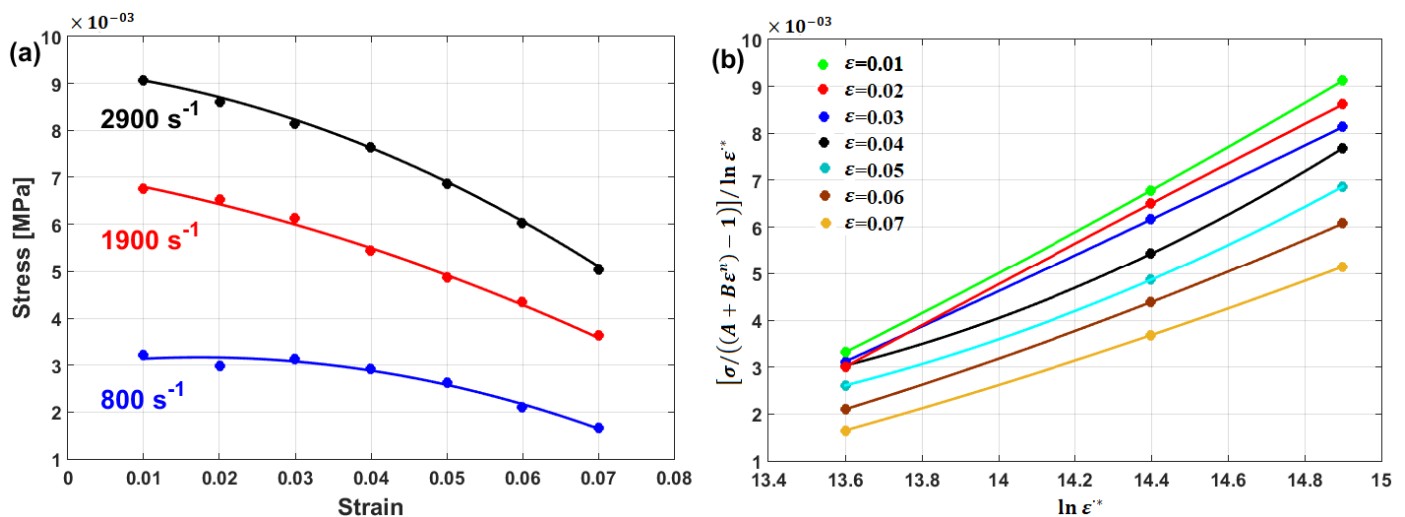 (a)
× 10⁻⁰³
10
9
8
7
6
5
4
3
2
1
Stress [MPa]
2900 s⁻¹
1900 s⁻¹
800 s⁻¹
0 0.01 0.02 0.03 0.04 0.05 0.06 0.07 0.08
Strain
(b)
× 10⁻⁰³
10
9
8
7
6
5
4
3
2
1
[σ/((A + Bεⁿ) − 1)]/ ln ε̇*
ε=0.01
ε=0.02
ε=0.03
ε=0.04
ε=0.05
ε=0.06
ε=0.07
13.4 13.6 13.8 14 14.2 14.4 14.6 14.8 15
ln ε̇*